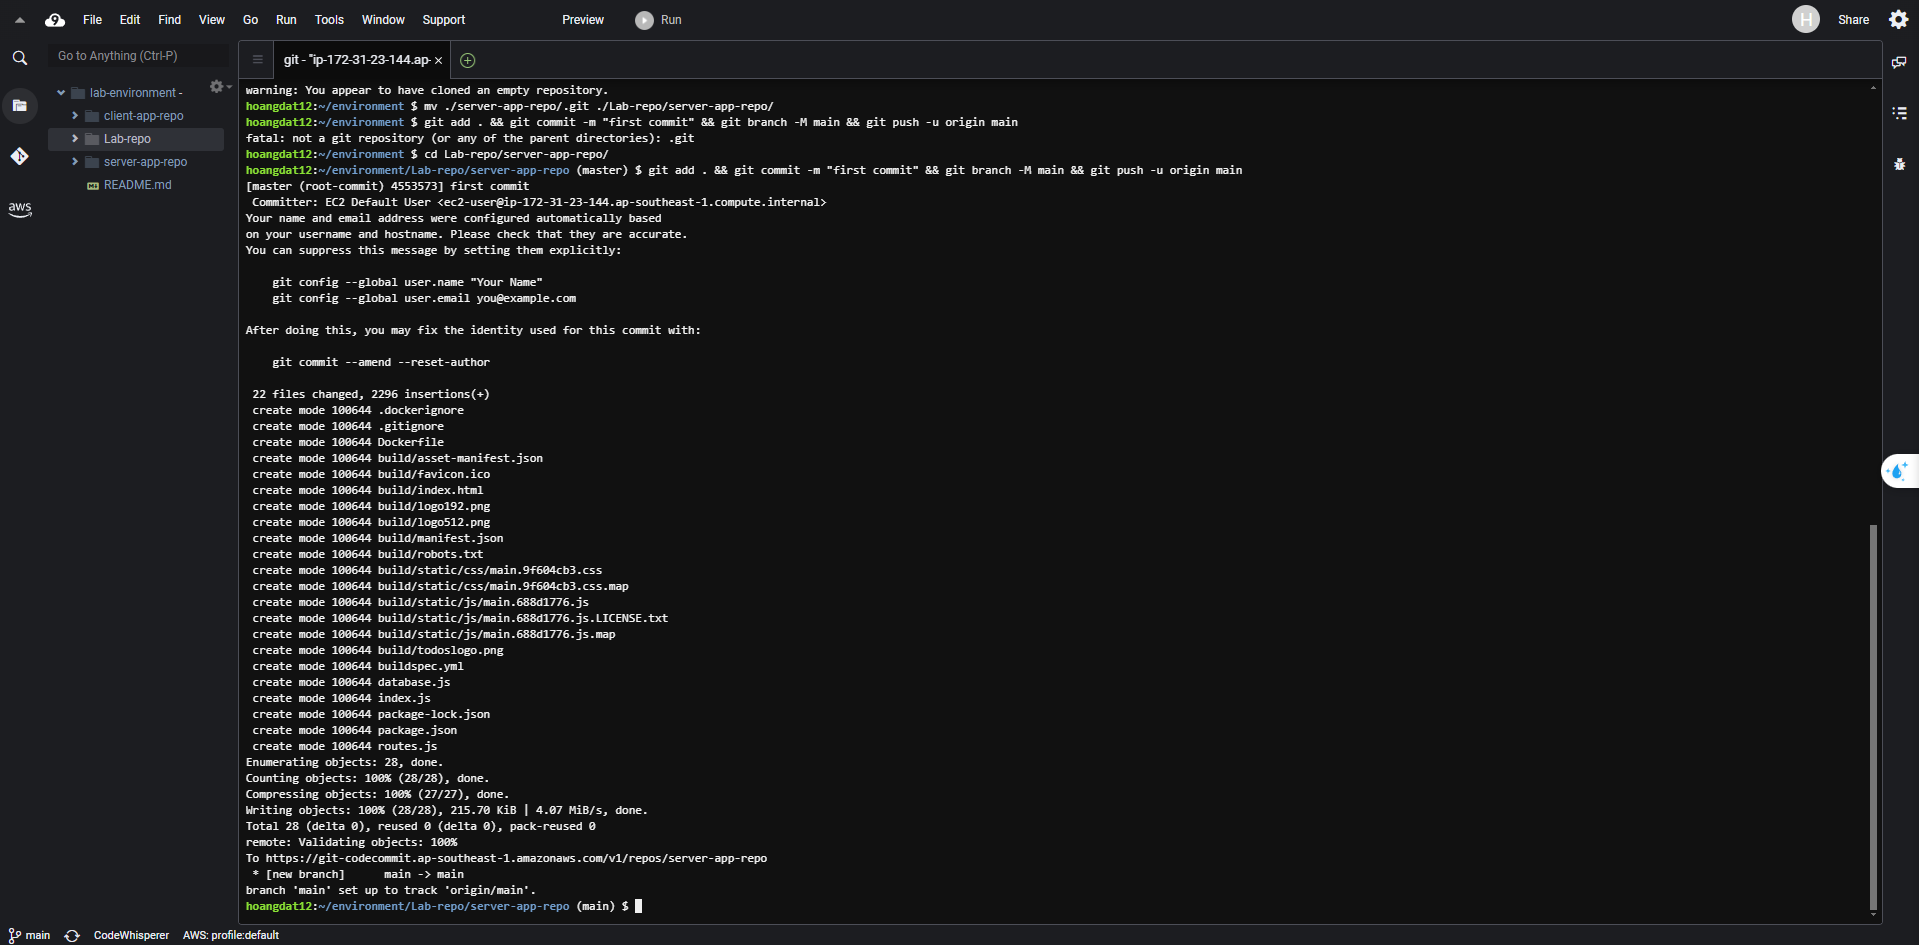 File Edit Find View Go Run Tools Window Support Preview Run H Share
Go to Anything (Ctrl-P)
git - "ip-172-31-23-144.ap- ×
lab-environment -
client-app-repo
Lab-repo
server-app-repo
README.md
aws
warning: You appear to have cloned an empty repository.
hoangdat12:~/environment $ mv ./server-app-repo/.git ./Lab-repo/server-app-repo/
hoangdat12:~/environment $ git add . && git commit -m "first commit" && git branch -M main && git push -u origin main
fatal: not a git repository (or any of the parent directories): .git
hoangdat12:~/environment $ cd Lab-repo/server-app-repo/
hoangdat12:~/environment/Lab-repo/server-app-repo (master) $ git add . && git commit -m "first commit" && git branch -M main && git push -u origin main
[master (root-commit) 4553573] first commit
 Committer: EC2 Default User <ec2-user@ip-172-31-23-144.ap-southeast-1.compute.internal>
Your name and email address were configured automatically based
on your username and hostname. Please check that they are accurate.
You can suppress this message by setting them explicitly:
    git config --global user.name "Your Name"
    git config --global user.email you@example.com
After doing this, you may fix the identity used for this commit with:
    git commit --amend --reset-author
 22 files changed, 2296 insertions(+)
 create mode 100644 .dockerignore
 create mode 100644 .gitignore
 create mode 100644 Dockerfile
 create mode 100644 build/asset-manifest.json
 create mode 100644 build/favicon.ico
 create mode 100644 build/index.html
 create mode 100644 build/logo192.png
 create mode 100644 build/logo512.png
 create mode 100644 build/manifest.json
 create mode 100644 build/robots.txt
 create mode 100644 build/static/css/main.9f604cb3.css
 create mode 100644 build/static/css/main.9f604cb3.css.map
 create mode 100644 build/static/js/main.688d1776.js
 create mode 100644 build/static/js/main.688d1776.js.LICENSE.txt
 create mode 100644 build/static/js/main.688d1776.js.map
 create mode 100644 build/todoslogo.png
 create mode 100644 buildspec.yml
 create mode 100644 database.js
 create mode 100644 index.js
 create mode 100644 package-lock.json
 create mode 100644 package.json
 create mode 100644 routes.js
Enumerating objects: 28, done.
Counting objects: 100% (28/28), done.
Compressing objects: 100% (27/27), done.
Writing objects: 100% (28/28), 215.70 KiB | 4.07 MiB/s, done.
Total 28 (delta 0), reused 0 (delta 0), pack-reused 0
remote: Validating objects: 100%
To https://git-codecommit.ap-southeast-1.amazonaws.com/v1/repos/server-app-repo
 * [new branch]      main -> main
branch 'main' set up to track 'origin/main'.
hoangdat12:~/environment/Lab-repo/server-app-repo (main) $
main CodeWhisperer AWS: profile:default